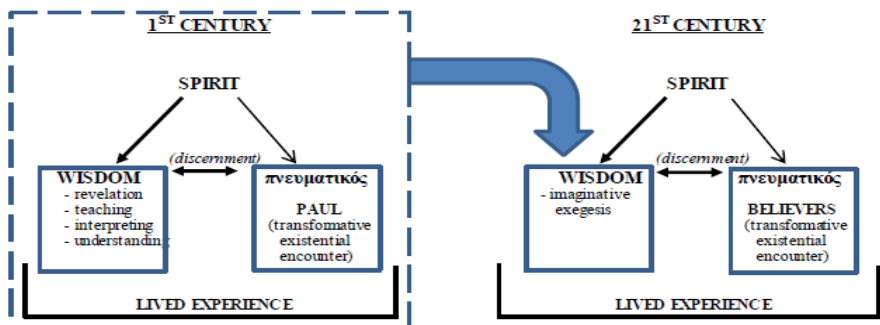 1ST CENTURY
SPIRIT
(discernment)
WISDOM
- revelation
- teaching
- interpreting
- understanding
πνευματικός
PAUL
(transformative
existential
encounter)
LIVED EXPERIENCE
21ST CENTURY
SPIRIT
(discernment)
WISDOM
- imaginative
exegesis
πνευματικός
BELIEVERS
(transformative
existential
encounter)
LIVED EXPERIENCE